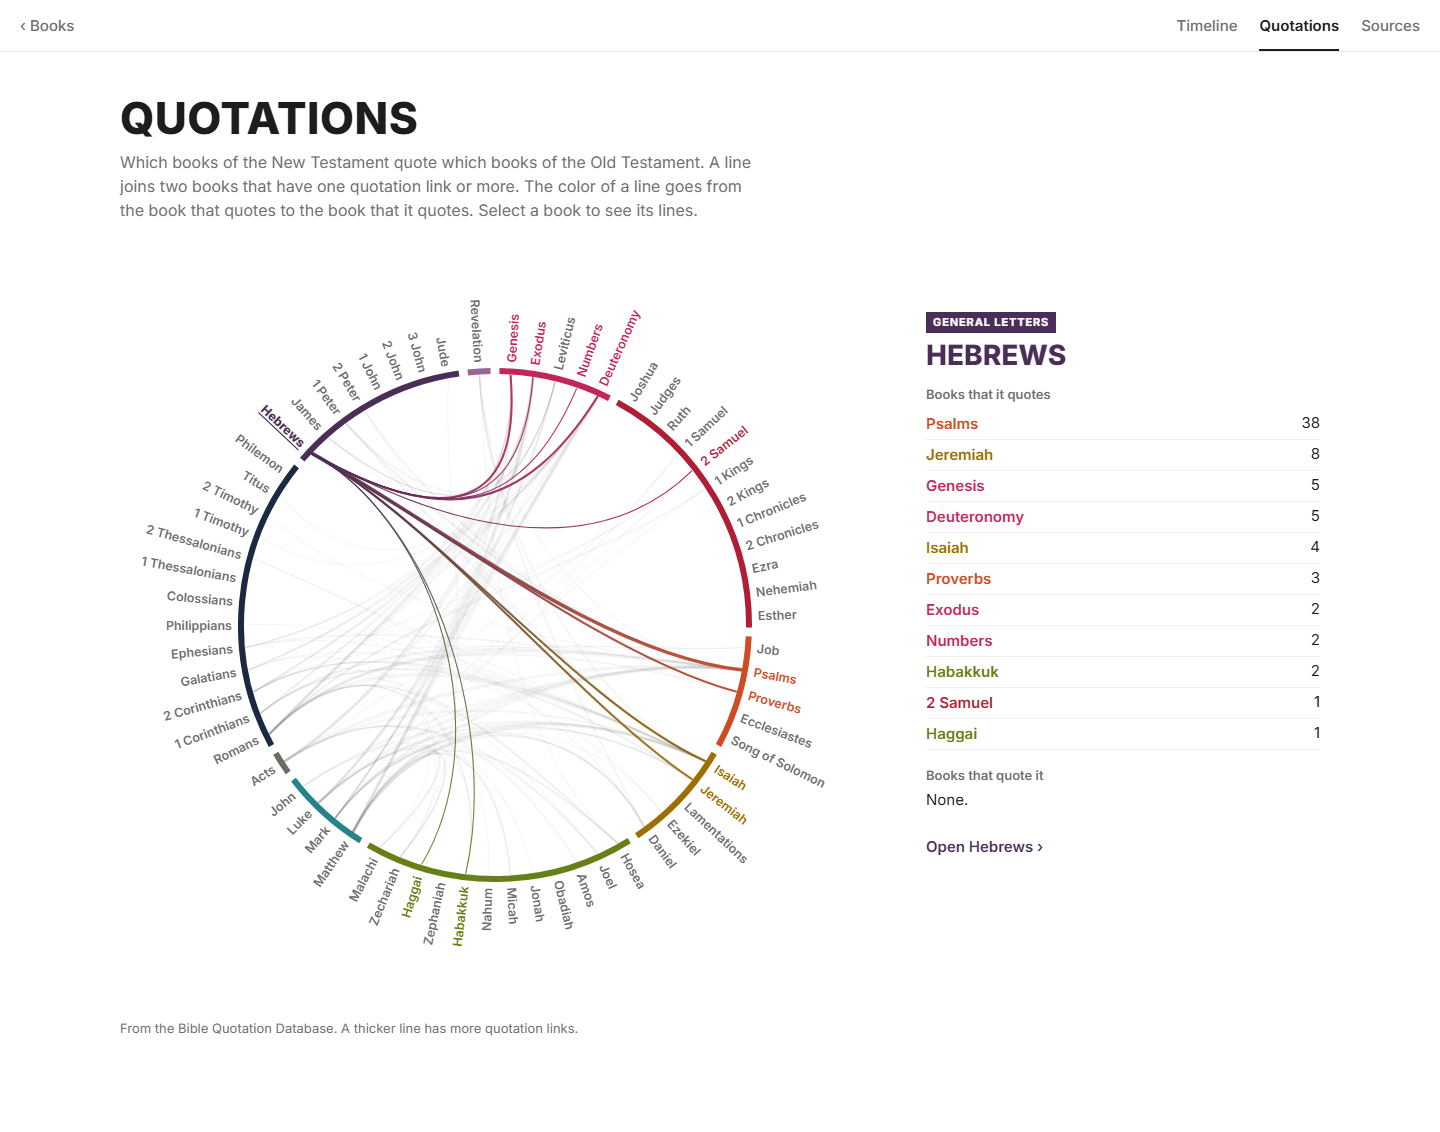 ‹ Books
Timeline
Quotations
Sources
QUOTATIONS
Which books of the New Testament quote which books of the Old Testament. A line
joins two books that have one quotation link or more. The color of a line goes from
the book that quotes to the book that it quotes. Select a book to see its lines.
Genesis
Exodus
Leviticus
Numbers
Deuteronomy
Joshua
Judges
Ruth
1 Samuel
2 Samuel
1 Kings
2 Kings
1 Chronicles
2 Chronicles
Ezra
Nehemiah
Esther
Job
Psalms
Proverbs
Ecclesiastes
Song of Solomon
Isaiah
Jeremiah
Lamentations
Ezekiel
Daniel
Hosea
Joel
Amos
Obadiah
Jonah
Micah
Nahum
Habakkuk
Zephaniah
Haggai
Zechariah
Malachi
Matthew
Mark
Luke
John
Acts
Romans
1 Corinthians
2 Corinthians
Galatians
Ephesians
Philippians
Colossians
1 Thessalonians
2 Thessalonians
1 Timothy
2 Timothy
Titus
Philemon
Hebrews
James
1 Peter
2 Peter
1 John
2 John
3 John
Jude
Revelation
GENERAL LETTERS
HEBREWS
Books that it quotes
Psalms 38
Jeremiah 8
Genesis 5
Deuteronomy 5
Isaiah 4
Proverbs 3
Exodus 2
Numbers 2
Habakkuk 2
2 Samuel 1
Haggai 1
Books that quote it
None.
Open Hebrews ›
From the Bible Quotation Database. A thicker line has more quotation links.